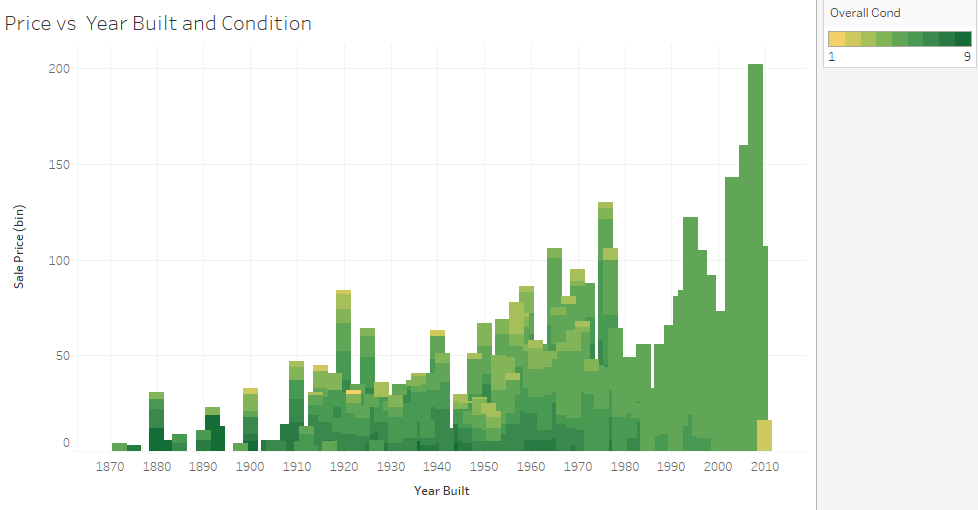 Price vs  Year Built and Condition
Overall Cond
1 9
200
150
100
50
0
Sale Price (bin)
1870 1880 1890 1900 1910 1920 1930 1940 1950 1960 1970 1980 1990 2000 2010
Year Built